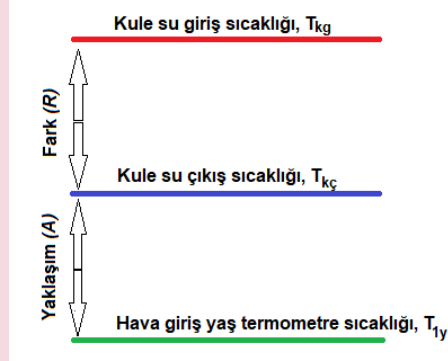 Kule su giriş sıcaklığı, Tkg
Fark (R)
Kule su çıkış sıcaklığı, Tkç
Yaklaşım (A)
Hava giriş yaş termometre sıcaklığı, T1y